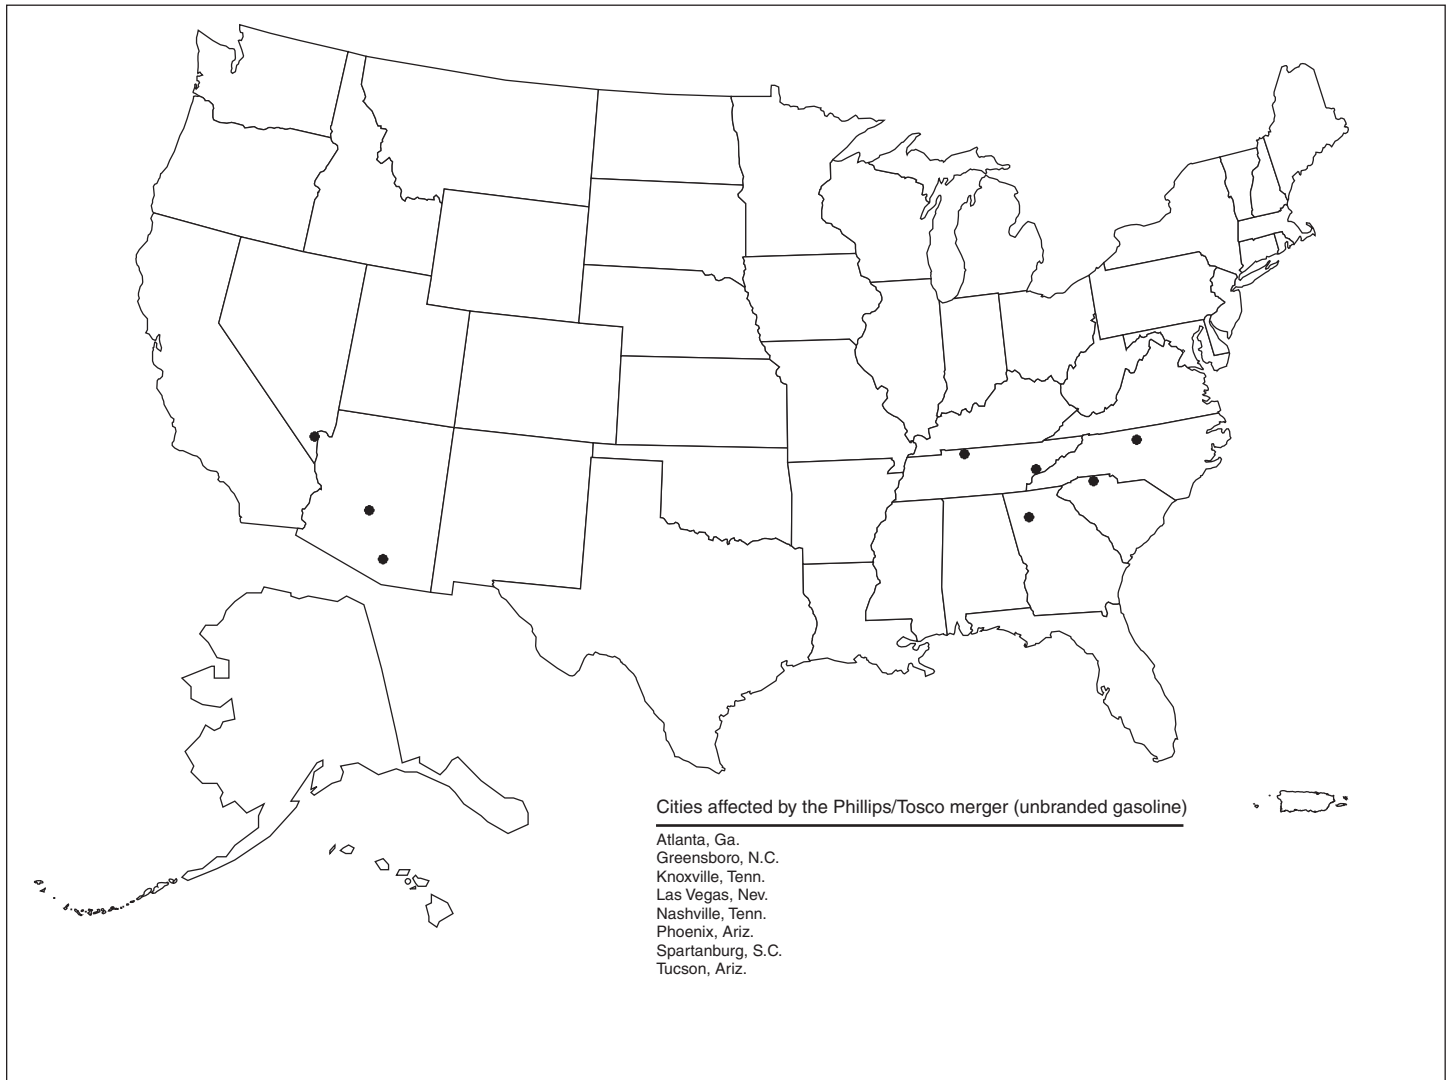 Cities affected by the Phillips/Tosco merger (unbranded gasoline)
Atlanta, Ga.
Greensboro, N.C.
Knoxville, Tenn.
Las Vegas, Nev.
Nashville, Tenn.
Phoenix, Ariz.
Spartanburg, S.C.
Tucson, Ariz.